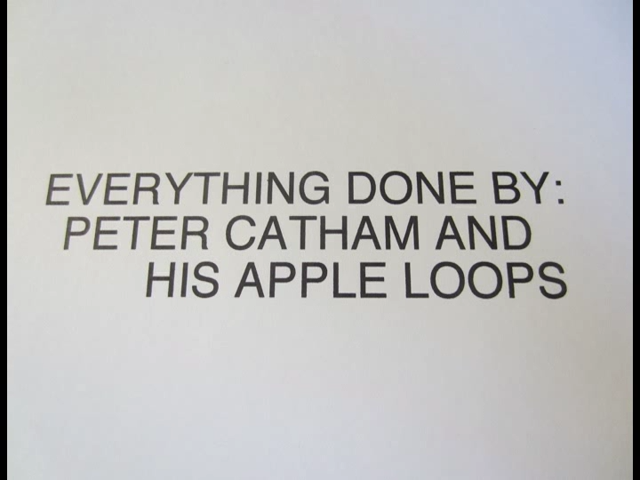 EVERYTHING DONE BY:
PETER CATHAM AND
HIS APPLE LOOPS